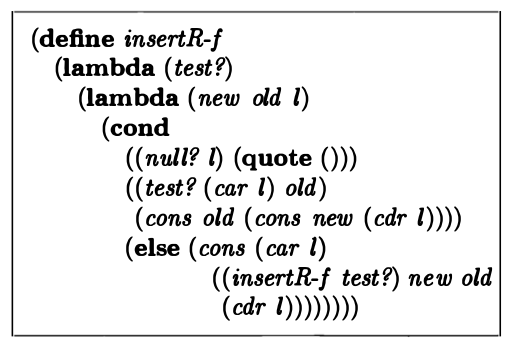 (define insertR-f
(lambda (test?)
(lambda (new old l)
(cond
((null? l) (quote ()))
((test? (car l) old)
(cons old (cons new (cdr l))))
(else (cons (car l)
((insertR-f test?) new old
(cdr l))))))))